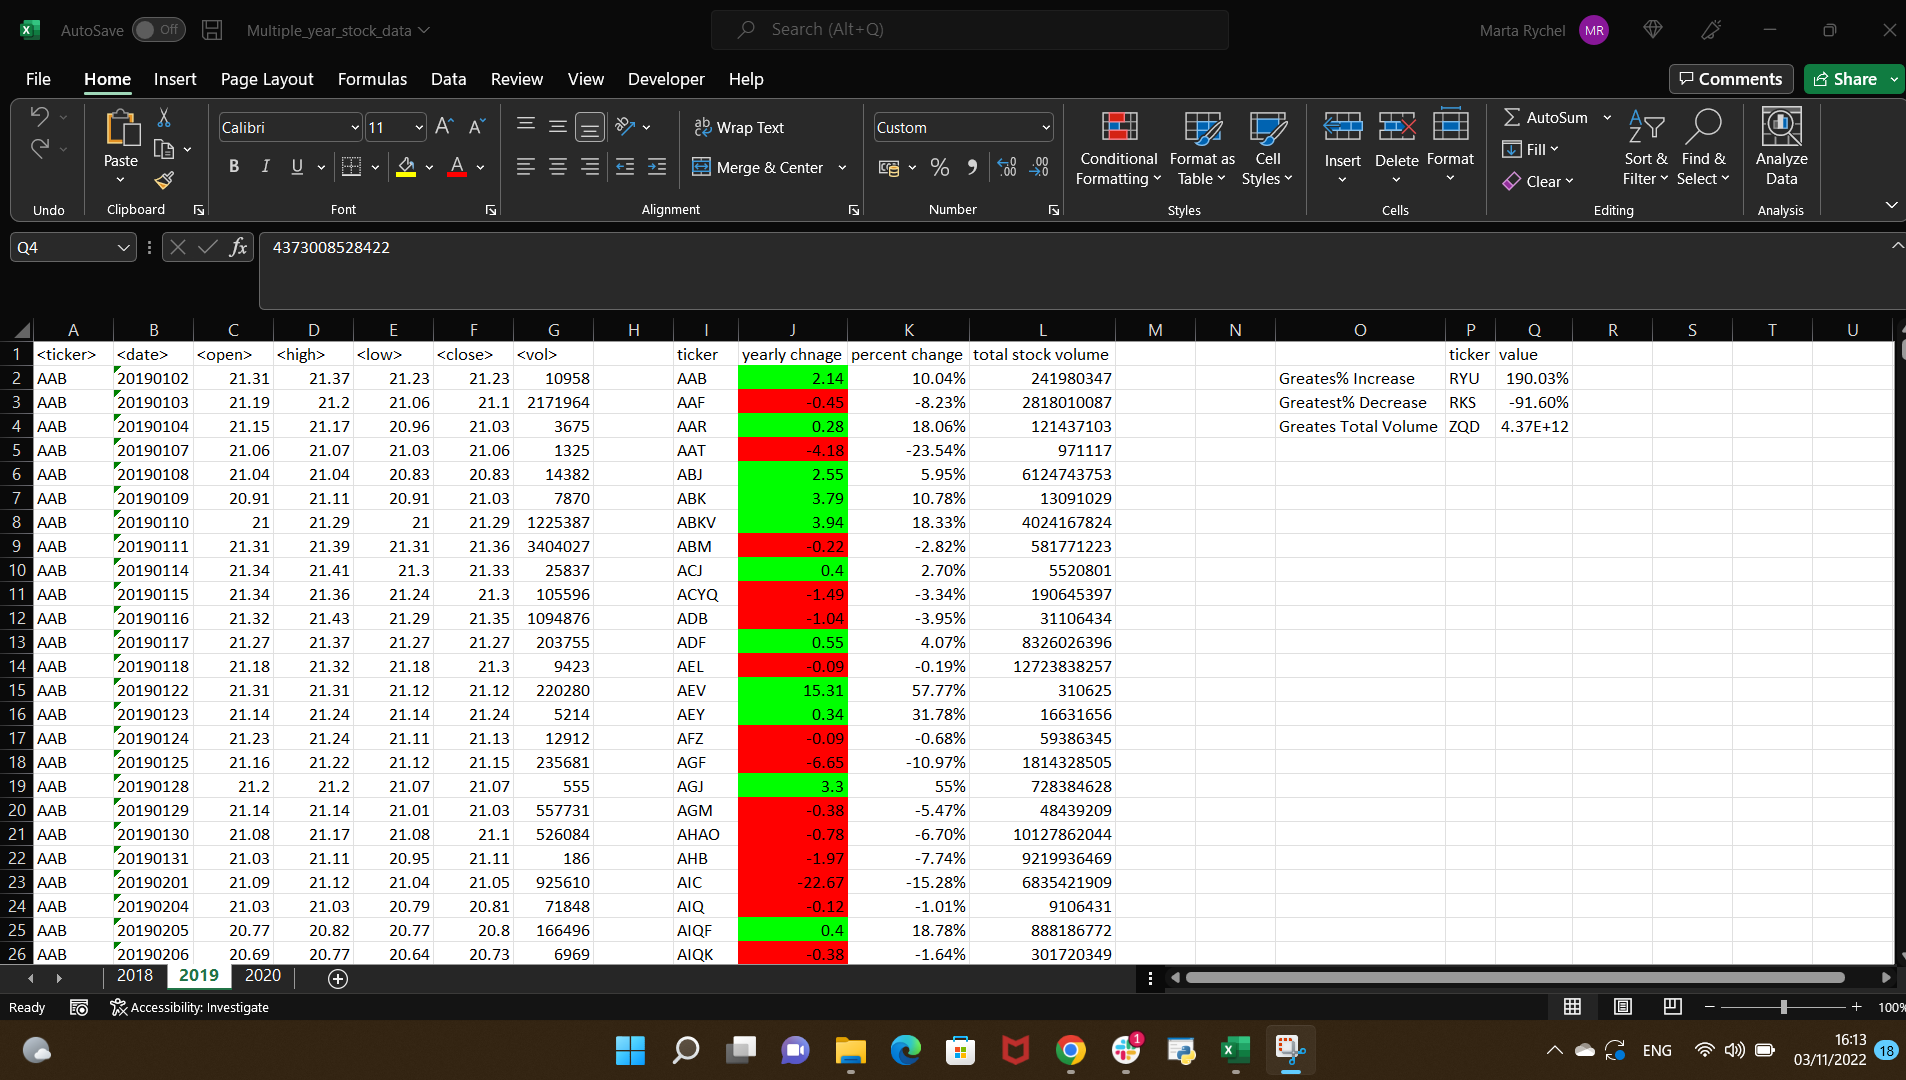 AutoSave Off Multiple_year_stock_data Search (Alt+Q) Marta Rychel MR
File Home Insert Page Layout Formulas Data Review View Developer Help Comments Share
Calibri 11 Wrap Text Custom AutoSum
Paste B I U Merge & Center % Conditional Formatting Format as Table Cell Styles Insert Delete Format Fill Clear Sort & Filter Find & Select Analyze Data
Undo Clipboard Font Alignment Number Styles Cells Editing Analysis
Q4 fx 4373008528422
A B C D E F G H I J K L M N O P Q R S T U
1 <ticker> <date> <open> <high> <low> <close> <vol> ticker yearly chnage percent change total stock volume ticker value
2 AAB 20190102 21.31 21.37 21.23 21.23 10958 AAB 2.14 10.04% 241980347 Greates% Increase RYU 190.03%
3 AAB 20190103 21.19 21.2 21.06 21.1 2171964 AAF -0.45 -8.23% 2818010087 Greatest% Decrease RKS -91.60%
4 AAB 20190104 21.15 21.17 20.96 21.03 3675 AAR 0.28 18.06% 121437103 Greates Total Volume ZQD 4.37E+12
5 AAB 20190107 21.06 21.07 21.03 21.06 1325 AAT -4.18 -23.54% 971117
6 AAB 20190108 21.04 21.04 20.83 20.83 14382 ABJ 2.55 5.95% 6124743753
7 AAB 20190109 20.91 21.11 20.91 21.03 7870 ABK 3.79 10.78% 13091029
8 AAB 20190110 21 21.29 21 21.29 1225387 ABKV 3.94 18.33% 4024167824
9 AAB 20190111 21.31 21.39 21.31 21.36 3404027 ABM -0.22 -2.82% 581771223
10 AAB 20190114 21.34 21.41 21.3 21.33 25837 ACJ 0.4 2.70% 5520801
11 AAB 20190115 21.34 21.36 21.24 21.3 105596 ACYQ -1.49 -3.34% 190645397
12 AAB 20190116 21.32 21.43 21.29 21.35 1094876 ADB -1.04 -3.95% 31106434
13 AAB 20190117 21.27 21.37 21.27 21.27 203755 ADF 0.55 4.07% 8326026396
14 AAB 20190118 21.18 21.32 21.18 21.3 9423 AEL -0.09 -0.19% 12723838257
15 AAB 20190122 21.31 21.31 21.12 21.12 220280 AEV 15.31 57.77% 310625
16 AAB 20190123 21.14 21.24 21.14 21.24 5214 AEY 0.34 31.78% 16631656
17 AAB 20190124 21.23 21.24 21.11 21.13 12912 AFZ -0.09 -0.68% 59386345
18 AAB 20190125 21.16 21.22 21.12 21.15 235681 AGF -6.65 -10.97% 1814328505
19 AAB 20190128 21.2 21.2 21.07 21.07 555 AGJ 3.3 55% 728384628
20 AAB 20190129 21.14 21.14 21.01 21.03 557731 AGM -0.38 -5.47% 48439209
21 AAB 20190130 21.08 21.17 21.08 21.1 526084 AHAO -0.78 -6.70% 10127862044
22 AAB 20190131 21.03 21.11 20.95 21.11 186 AHB -1.97 -7.74% 9219936469
23 AAB 20190201 21.09 21.12 21.04 21.05 925610 AIC -22.67 -15.28% 6835421909
24 AAB 20190204 21.03 21.03 20.79 20.81 71848 AIQ -0.12 -1.01% 9106431
25 AAB 20190205 20.77 20.82 20.77 20.8 166496 AIQF 0.4 18.78% 888186772
26 AAB 20190206 20.69 20.77 20.64 20.73 6969 AIQK -0.38 -1.64% 301720349
2018 2019 2020
Ready Accessibility: Investigate 100%
1 ENG 16:13
03/11/2022 18